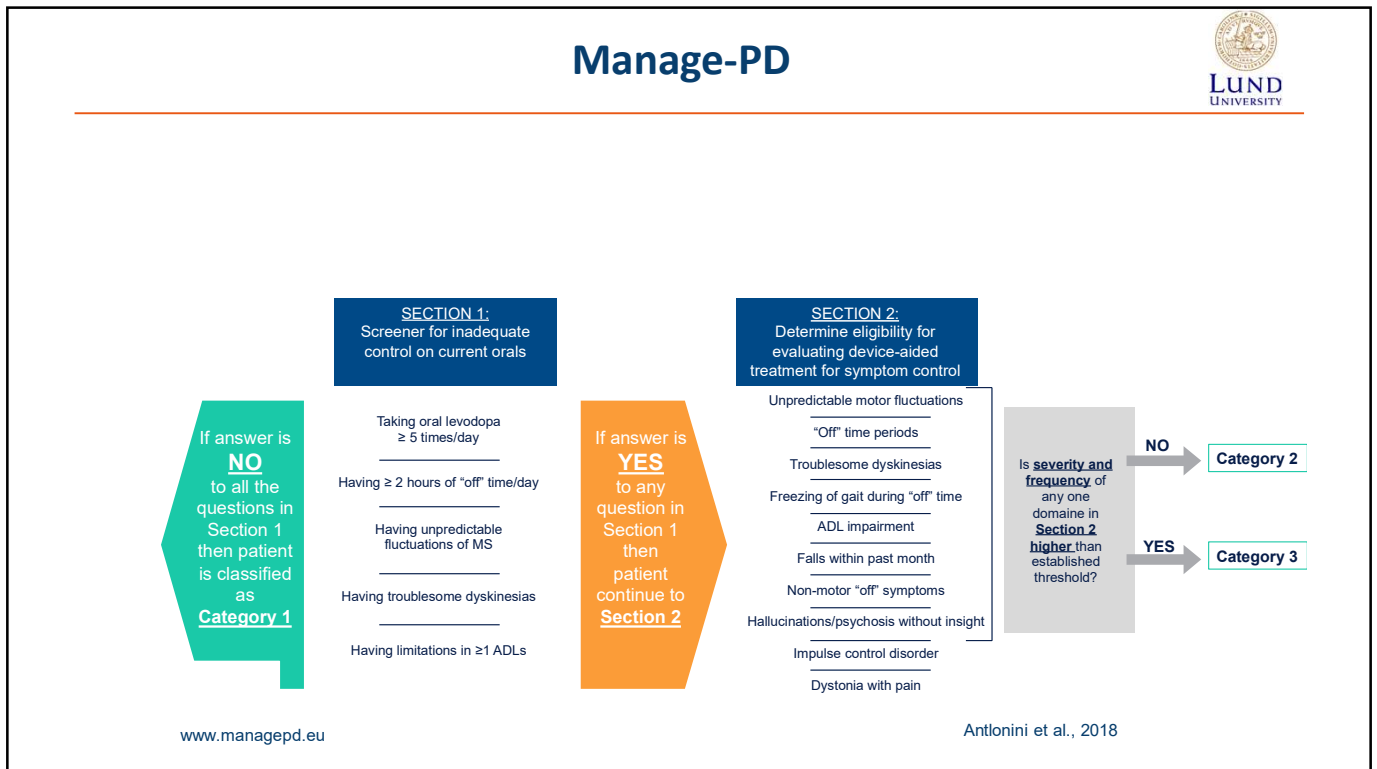 Manage-PD
LUND
UNIVERSITY
If answer is
NO
to all the
questions in
Section 1
then patient
is classified
as
Category 1
SECTION 1:
Screener for inadequate
control on current orals
Taking oral levodopa
≥ 5 times/day
Having ≥ 2 hours of “off” time/day
Having unpredictable
fluctuations of MS
Having troublesome dyskinesias
Having limitations in ≥1 ADLs
If answer is
YES
to any
question in
Section 1
then
patient
continue to
Section 2
SECTION 2:
Determine eligibility for
evaluating device-aided
treatment for symptom control
Unpredictable motor fluctuations
“Off” time periods
Troublesome dyskinesias
Freezing of gait during “off” time
ADL impairment
Falls within past month
Non-motor “off” symptoms
Hallucinations/psychosis without insight
Impulse control disorder
Dystonia with pain
Is severity and
frequency of
any one
domain in
Section 2
higher than
established
threshold?
NO
Category 2
YES
Category 3
www.managepd.eu
Antlonini et al., 2018